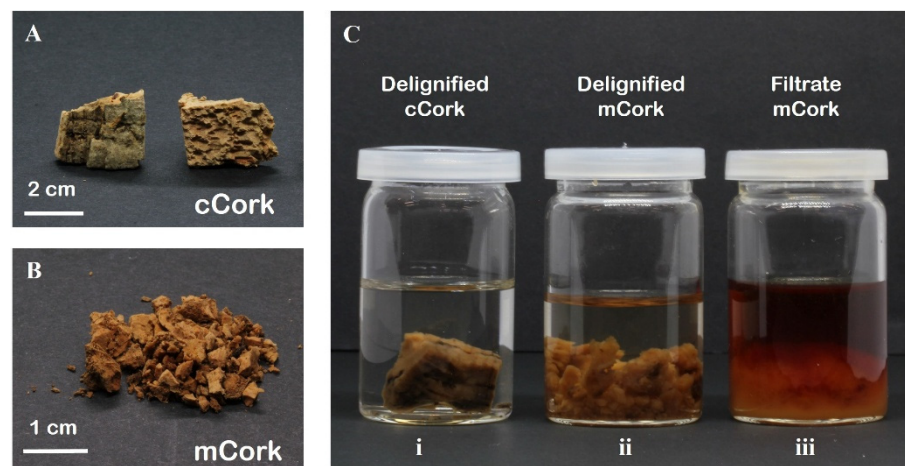 A
2 cm
cCork
B
1 cm
mCork
C
Delignified
cCork
Delignified
mCork
Filtrate
mCork
i
ii
iii